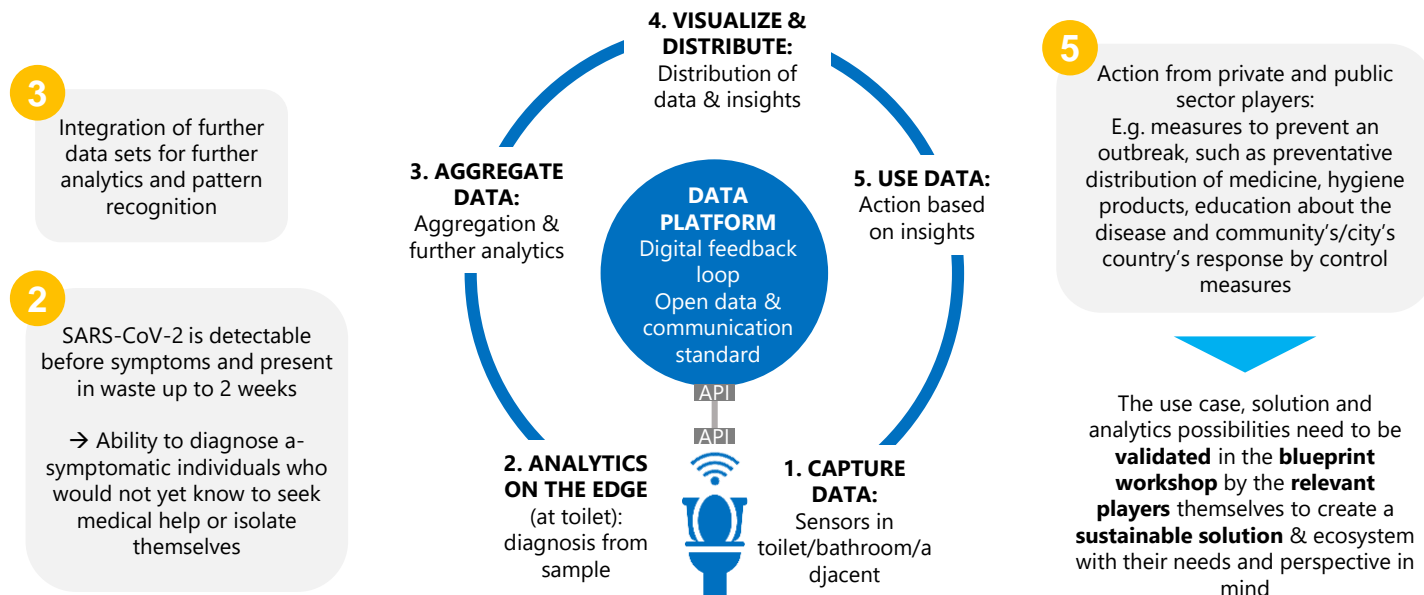 3
Integration of further
data sets for further
analytics and pattern
recognition
2
SARS-CoV-2 is detectable
before symptoms and present
in waste up to 2 weeks
→ Ability to diagnose a-
symptomatic individuals who
would not yet know to seek
medical help or isolate
themselves
4. VISUALIZE &
DISTRIBUTE:
Distribution of
data & insights
3. AGGREGATE
DATA:
Aggregation &
further analytics
DATA
PLATFORM
Digital feedback
loop
Open data &
communication
standard
API
API
5. USE DATA:
Action based
on insights
2. ANALYTICS
ON THE EDGE
(at toilet):
diagnosis from
sample
1. CAPTURE
DATA:
Sensors in
toilet/bathroom/a
djacent
5
Action from private and public
sector players:
E.g. measures to prevent an
outbreak, such as preventative
distribution of medicine, hygiene
products, education about the
disease and community's/city's
country's response by control
measures
The use case, solution and
analytics possibilities need to be
validated in the blueprint
workshop by the relevant
players themselves to create a
sustainable solution & ecosystem
with their needs and perspective in
mind